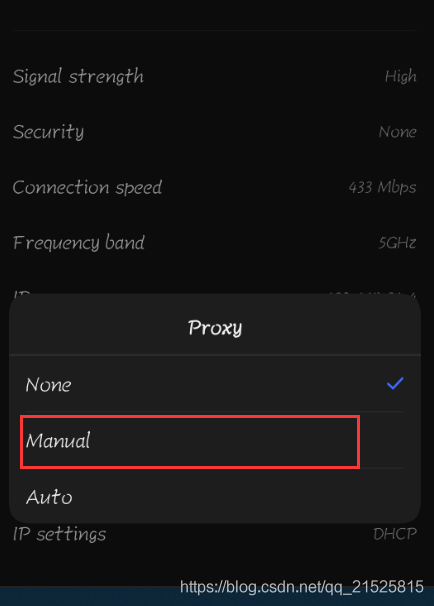 Signal strength High
Security None
Connection speed 433 Mbps
Frequency band 5GHz
Proxy
None
Manual
Auto
IP settings DHCP
https://blog.csdn.net/qq_21525815